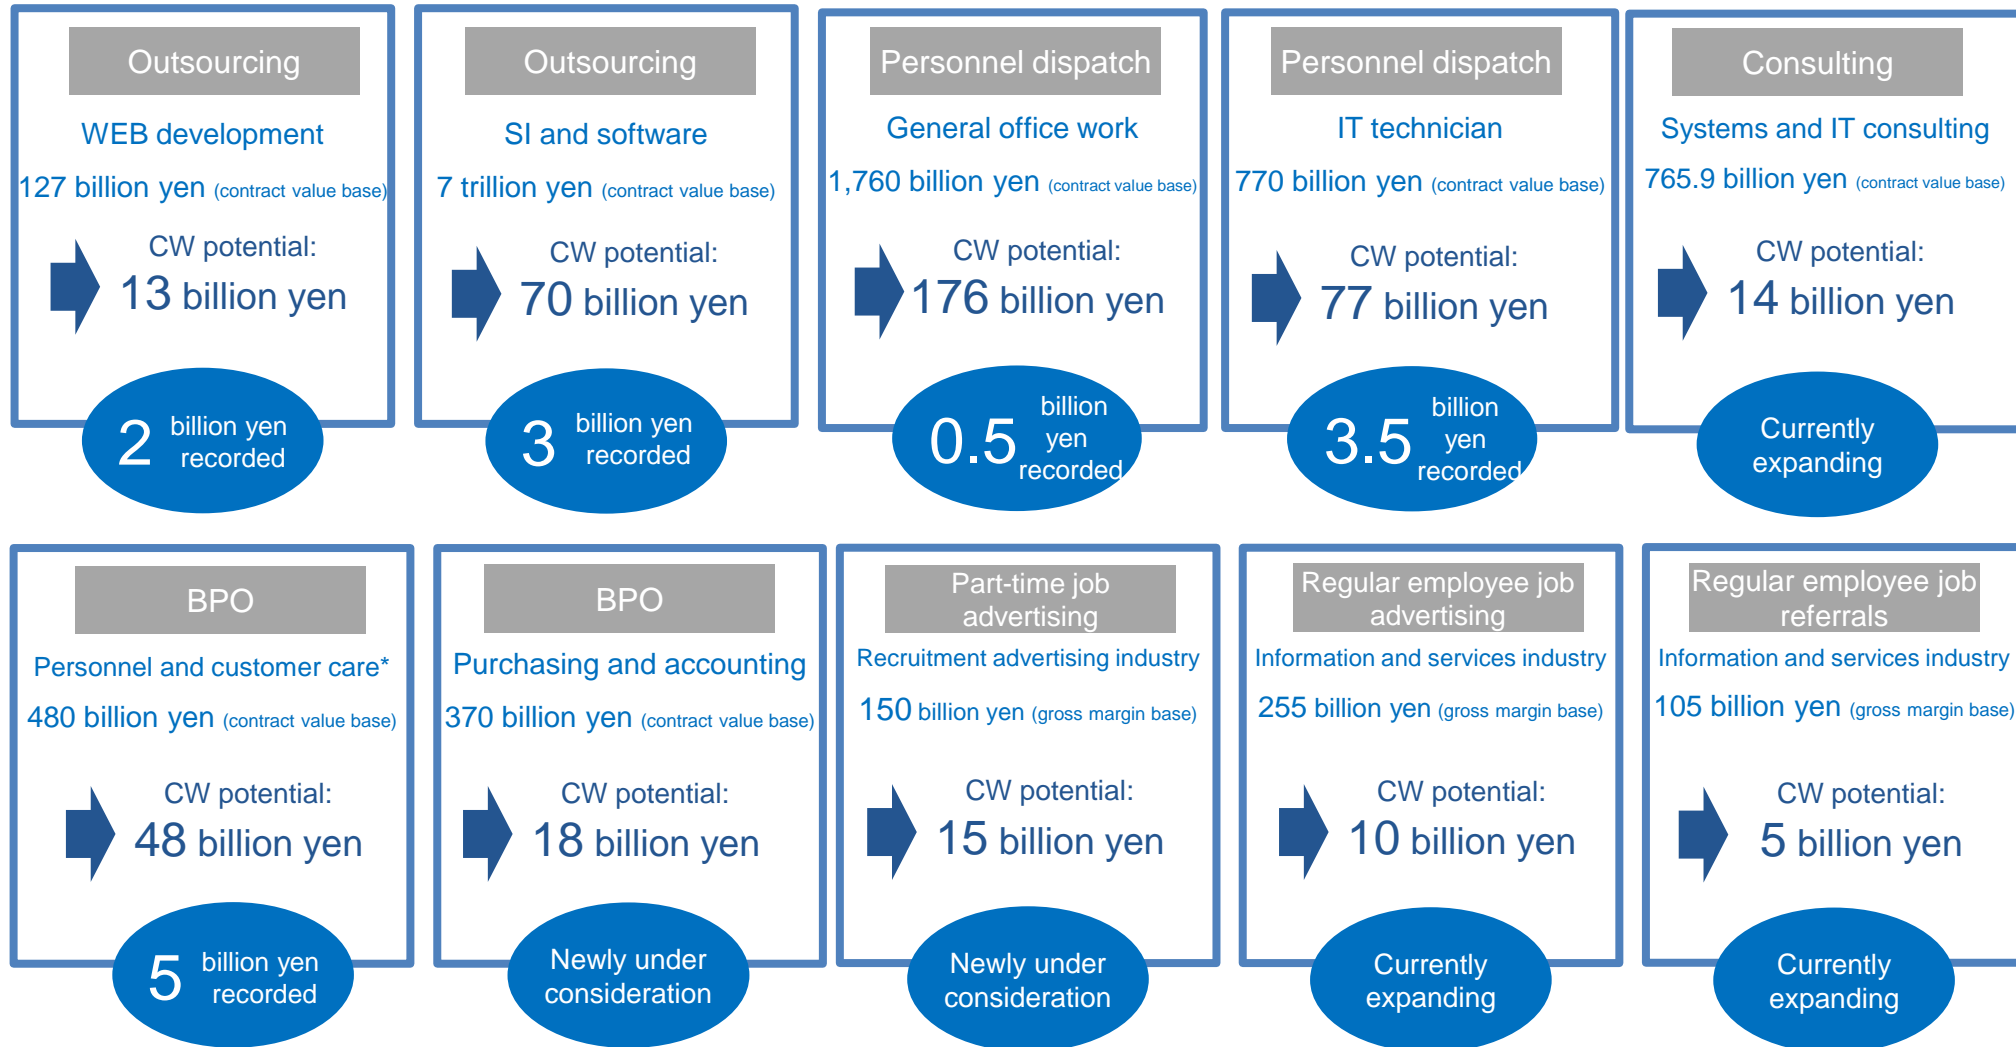 Outsourcing
WEB development
127 billion yen (contract value base)
CW potential:
13 billion yen
2 billion yen
recorded
Outsourcing
SI and software
7 trillion yen (contract value base)
CW potential:
70 billion yen
3 billion yen
recorded
Personnel dispatch
General office work
1,760 billion yen (contract value base)
CW potential:
176 billion yen
0.5 billion
yen
recorded
Personnel dispatch
IT technician
770 billion yen (contract value base)
CW potential:
77 billion yen
3.5 billion
yen
recorded
Consulting
Systems and IT consulting
765.9 billion yen (contract value base)
CW potential:
14 billion yen
Currently
expanding
BPO
Personnel and customer care*
480 billion yen (contract value base)
CW potential:
48 billion yen
5 billion yen
recorded
BPO
Purchasing and accounting
370 billion yen (contract value base)
CW potential:
18 billion yen
Newly under
consideration
Part-time job
advertising
Recruitment advertising industry
150 billion yen (gross margin base)
CW potential:
15 billion yen
Newly under
consideration
Regular employee job
advertising
Information and services industry
255 billion yen (gross margin base)
CW potential:
10 billion yen
Currently
expanding
Regular employee job
referrals
Information and services industry
105 billion yen (gross margin base)
CW potential:
5 billion yen
Currently
expanding